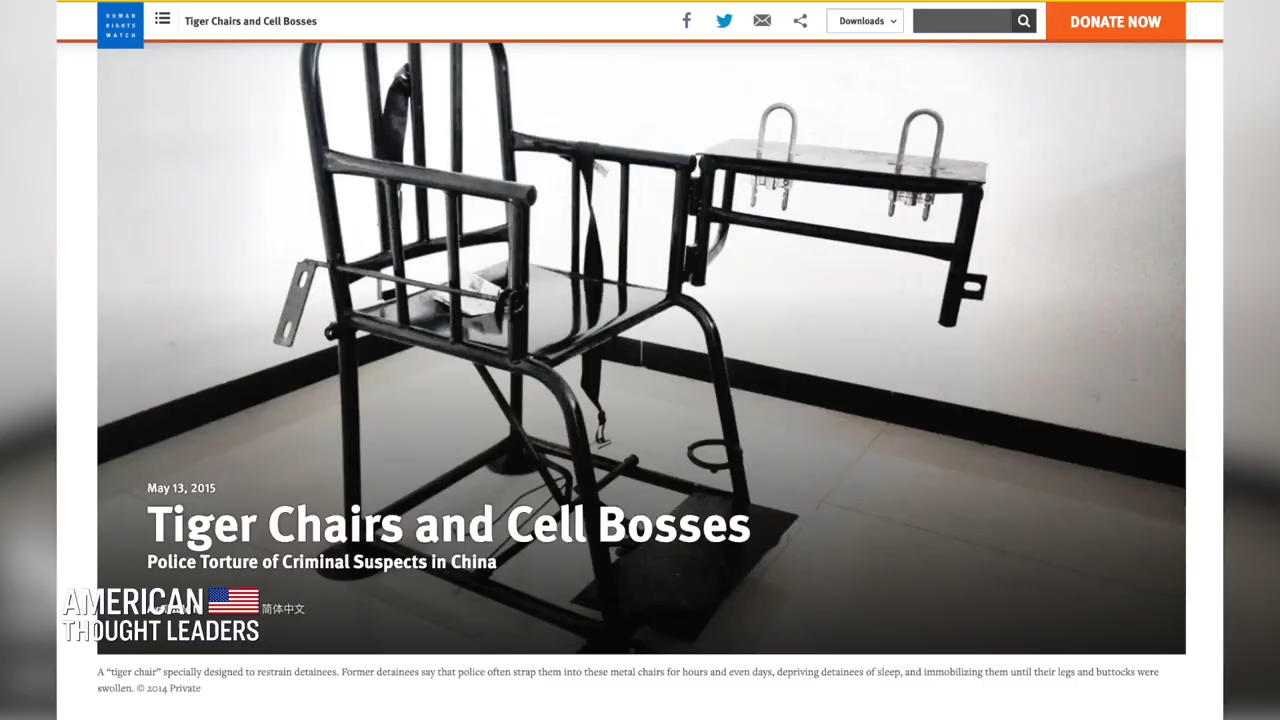 HUMAN
RIGHTS
WATCH
Tiger Chairs and Cell Bosses
Downloads
DONATE NOW
May 13, 2015
Tiger Chairs and Cell Bosses
Police Torture of Criminal Suspects in China
简体中文
AMERICAN
THOUGHT LEADERS
A “tiger chair” specially designed to restrain detainees. Former detainees say that police often strap them into these metal chairs for hours and even days, depriving detainees of sleep, and immobilizing them until their legs and buttocks were
swollen. © 2014 Private